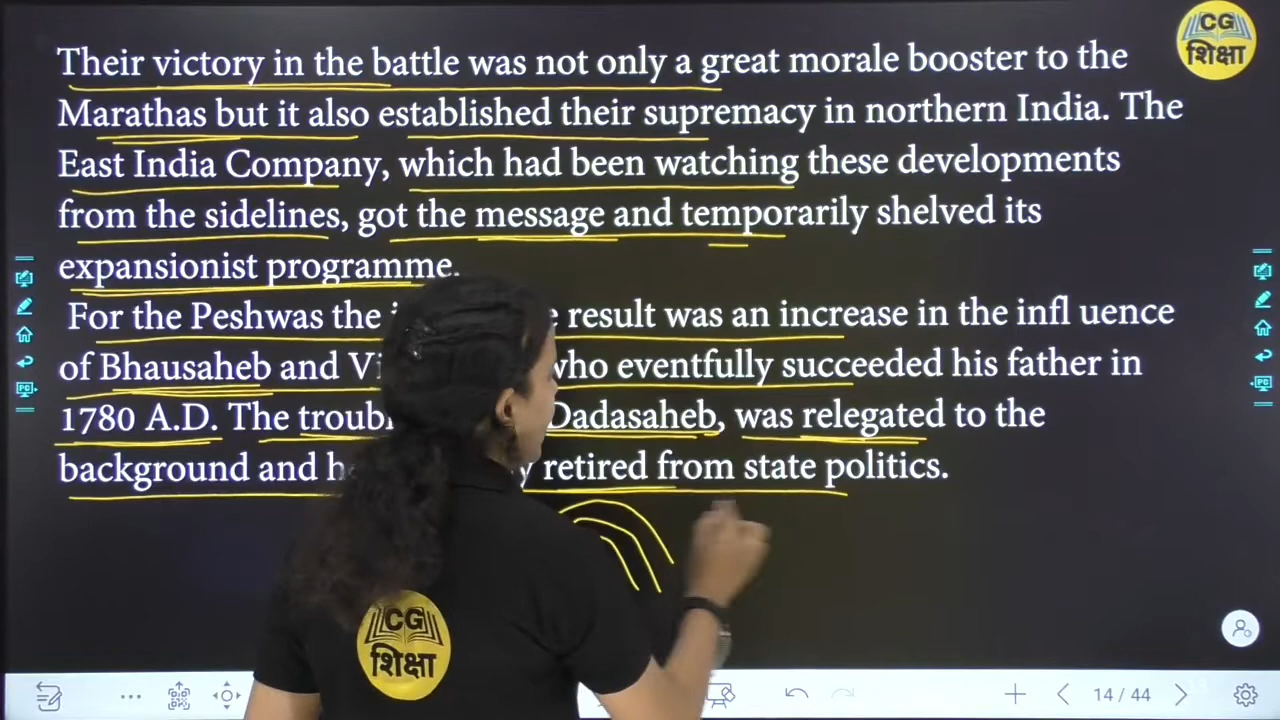 Their victory in the battle was not only a great morale booster to the
Marathas but it also established their supremacy in northern India. The
East India Company, which had been watching these developments
from the sidelines, got the message and temporarily shelved its
expansionist programme.
For the Peshwas the result was an increase in the infl uence
of Bhausaheb and who eventfully succeeded his father in
1780 A.D. The Dadasaheb, was relegated to the
background and retired from state politics.
CG
शिक्षा
CG
शिक्षा
PC
PC
14 / 44